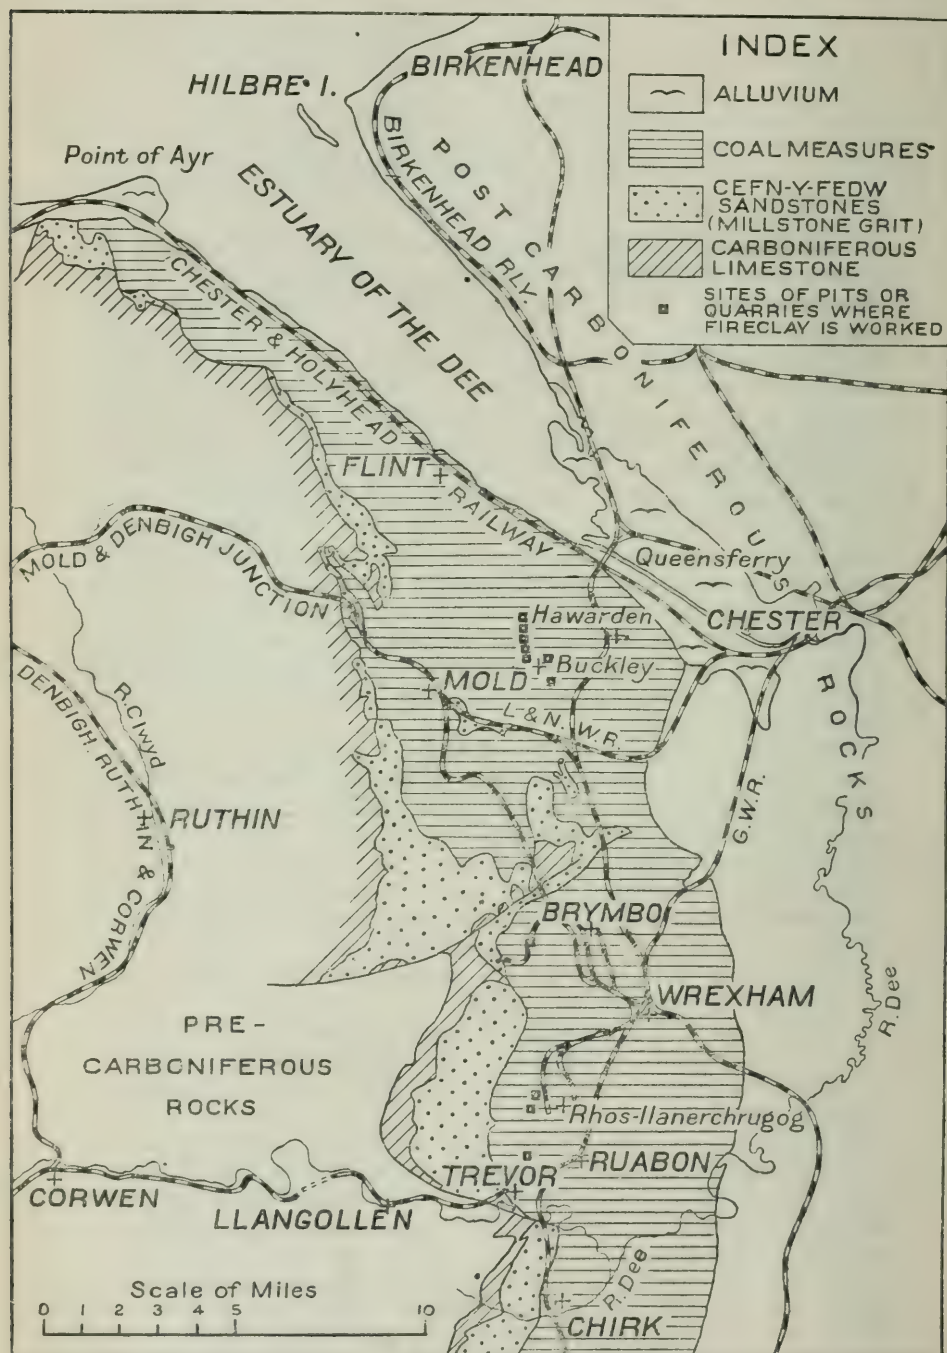 INDEX
ALLUVIUM
COAL MEASURES
CEFN-Y-FEDW
SANDSTONES
(MILLSTONE GRIT)
CARBONIFEROUS
LIMESTONE
SITES OF PITS OR
QUARRIES WHERE
FIRECLAY IS WORKED
BIRKENHEAD
HILBRE I.
Point of Ayr
BIRKENHEAD RLY.
POST CARBONIFEROUS ROCKS
ESTUARY OF THE DEE
CHESTER & HOLYHEAD RAILWAY
FLINT
MOLD & DENBIGH JUNCTION
Queensferry
Hawarden
CHESTER
Buckley
MOLD
L & N. W.R.
DENBIGH, RUTHIN & CORWEN
R. Clwyd
RUTHIN
G.W.R.
BRYMBO
R. Dee
WREXHAM
PRE-
CARBONIFEROUS
ROCKS
Rhos-llanerchrugog
RUABON
TREVOR
CORWEN
LLANGOLLEN
R. Dee
CHIRK
Scale of Miles
0 1 2 3 4 5 10